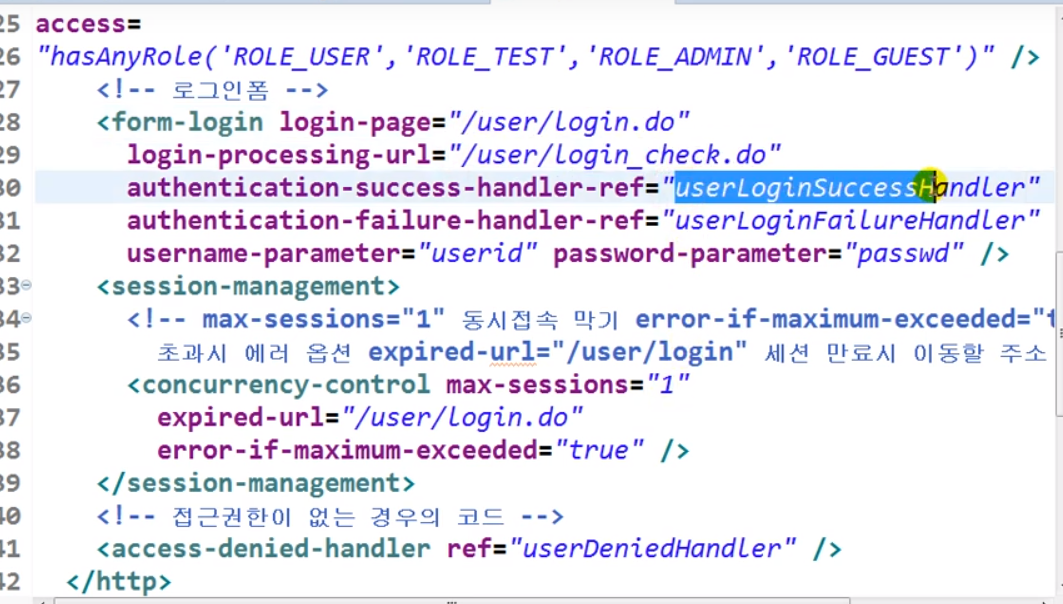 25 access=
26 "hasAnyRole('ROLE_USER','ROLE_TEST','ROLE_ADMIN','ROLE_GUEST')" />
27 <!-- 로그인폼 -->
28 <form-login login-page="/user/login.do"
29 login-processing-url="/user/login_check.do"
30 authentication-success-handler-ref="userLoginSuccessHandler"
31 authentication-failure-handler-ref="userLoginFailureHandler"
32 username-parameter="userid" password-parameter="passwd" />
33 <session-management>
34 <!-- max-sessions="1" 동시접속 막기 error-if-maximum-exceeded="t
35 초과시 에러 옵션 expired-url="/user/login" 세션 만료시 이동할 주소
36 <concurrency-control max-sessions="1"
37 expired-url="/user/login.do"
38 error-if-maximum-exceeded="true" />
39 </session-management>
40 <!-- 접근권한이 없는 경우의 코드 -->
41 <access-denied-handler ref="userDeniedHandler" />
42 </http>